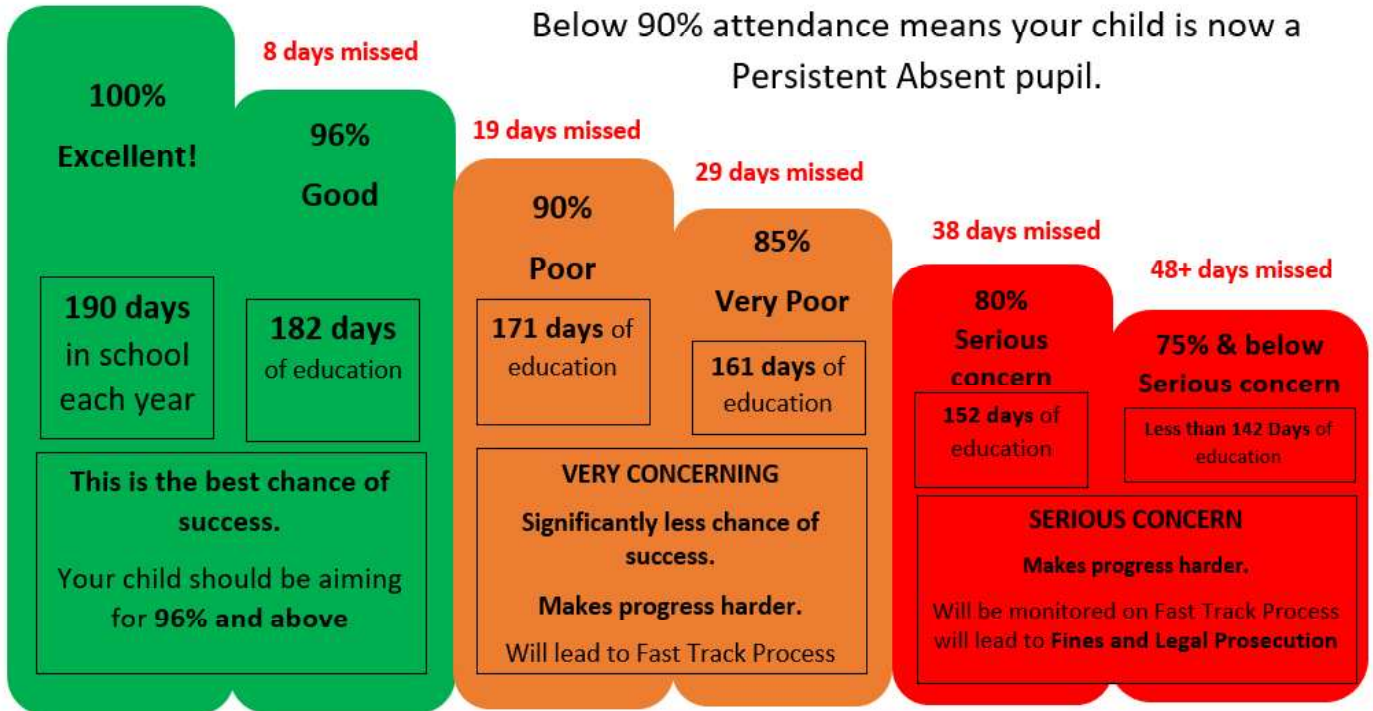 Below 90% attendance means your child is now a
Persistent Absent pupil.
100%
Excellent!
190 days
in school
each year
8 days missed
96%
Good
182 days
of education
This is the best chance of
success.
Your child should be aiming
for 96% and above
19 days missed
90%
Poor
171 days of
education
29 days missed
85%
Very Poor
161 days of
education
VERY CONCERNING
Significantly less chance of
success.
Makes progress harder.
Will lead to Fast Track Process
38 days missed
80%
Serious
concern
152 days of
education
48+ days missed
75% & below
Serious concern
Less than 142 Days of
education
SERIOUS CONCERN
Makes progress harder.
Will be monitored on Fast Track Process
will lead to Fines and Legal Prosecution